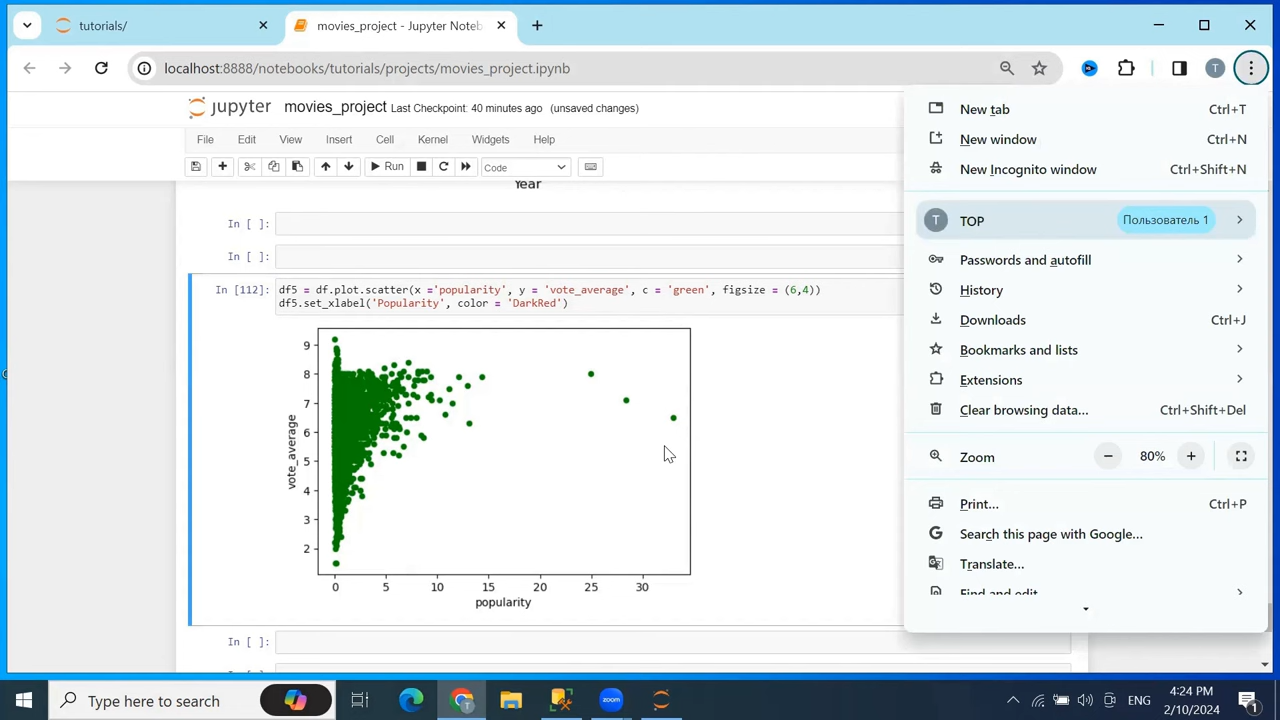 tutorials/
movies_project - Jupyter Noteb
localhost:8888/notebooks/tutorials/projects/movies_project.ipynb
T
jupyter movies_project Last Checkpoint: 40 minutes ago (unsaved changes)
File Edit View Insert Cell Kernel Widgets Help
Run
Code
Year
In [ ]:
In [ ]:
In [112]: df5 = df.plot.scatter(x ='popularity', y = 'vote_average', c = 'green', figsize = (6,4))
df5.set_xlabel('Popularity', color = 'DarkRed')
9
8
7
6
5
4
3
2
vote_average
0 5 10 15 20 25 30
popularity
In [ ]:
New tab Ctrl+T
New window Ctrl+N
New Incognito window Ctrl+Shift+N
T TOP Пользователь 1
Passwords and autofill
History
Downloads Ctrl+J
Bookmarks and lists
Extensions
Clear browsing data... Ctrl+Shift+Del
Zoom 80%
Print... Ctrl+P
Search this page with Google...
Translate...
Find and edit
Type here to search
zoom
ENG
4:24 PM
2/10/2024
1